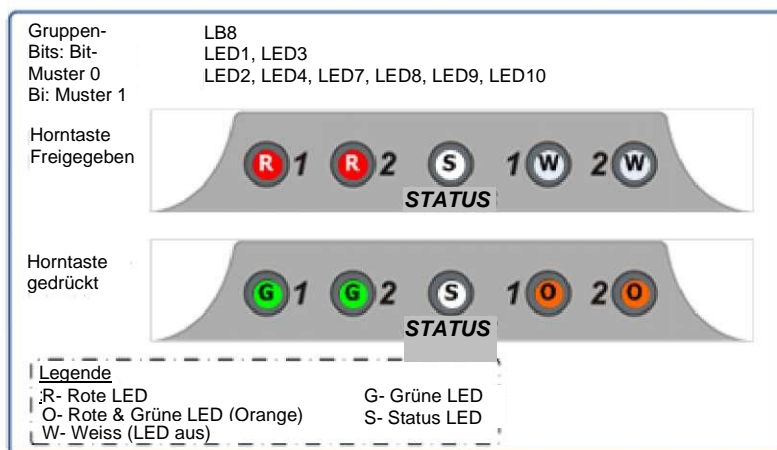 Gruppen- LB8
Bits: Bit- LED1, LED3
Muster 0 LED2, LED4, LED7, LED8, LED9, LED10
Bi: Muster 1
Horntaste
Freigegeben
R 1 R 2 S 1 W 2 W
STATUS
Horntaste
gedrückt
G 1 G 2 S 1 O 2 O
STATUS
Legende
R- Rote LED G- Grüne LED
O- Rote & Grüne LED (Orange) S- Status LED
W- Weiss (LED aus)